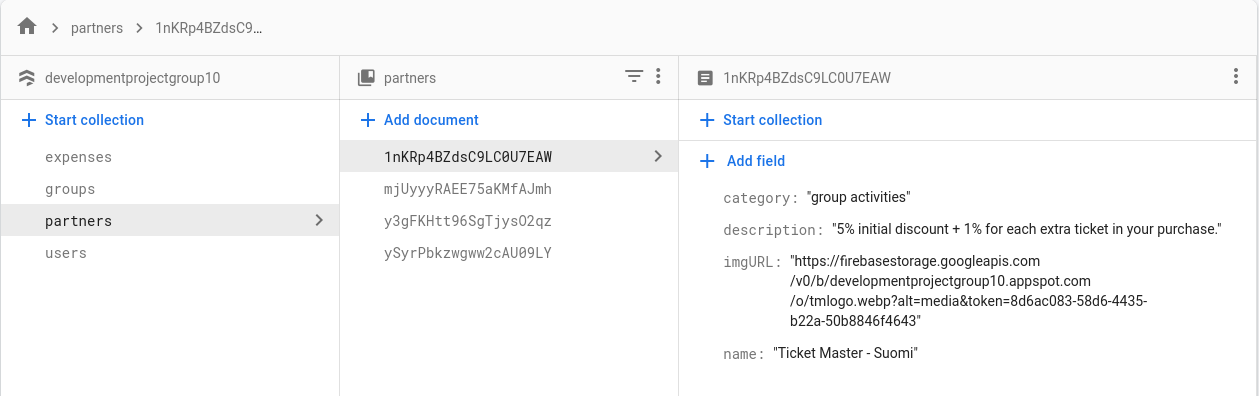 partners
1nKRp4BZdsC9...
developmentprojectgroup10
partners
1nKRp4BZdsC9LC0U7EAW
Start collection
Add document
Start collection
expenses
groups
partners
users
1nKRp4BZdsC9LC0U7EAW
mjUyyyRAEE75aKMfAJmh
y3gFKHtt96SgTjysO2qz
ySyrPbkzwgww2cAU09LY
Add field
category: "group activities"
description: "5% initial discount + 1% for each extra ticket in your purchase."
imgURL: "https://firebasestorage.googleapis.com
/v0/b/developmentprojectgroup10.appspot.com
/o/tmlogo.webp?alt=media&token=8d6ac083-58d6-4435-
b22a-50b8846f4643"
name: "Ticket Master - Suomi"